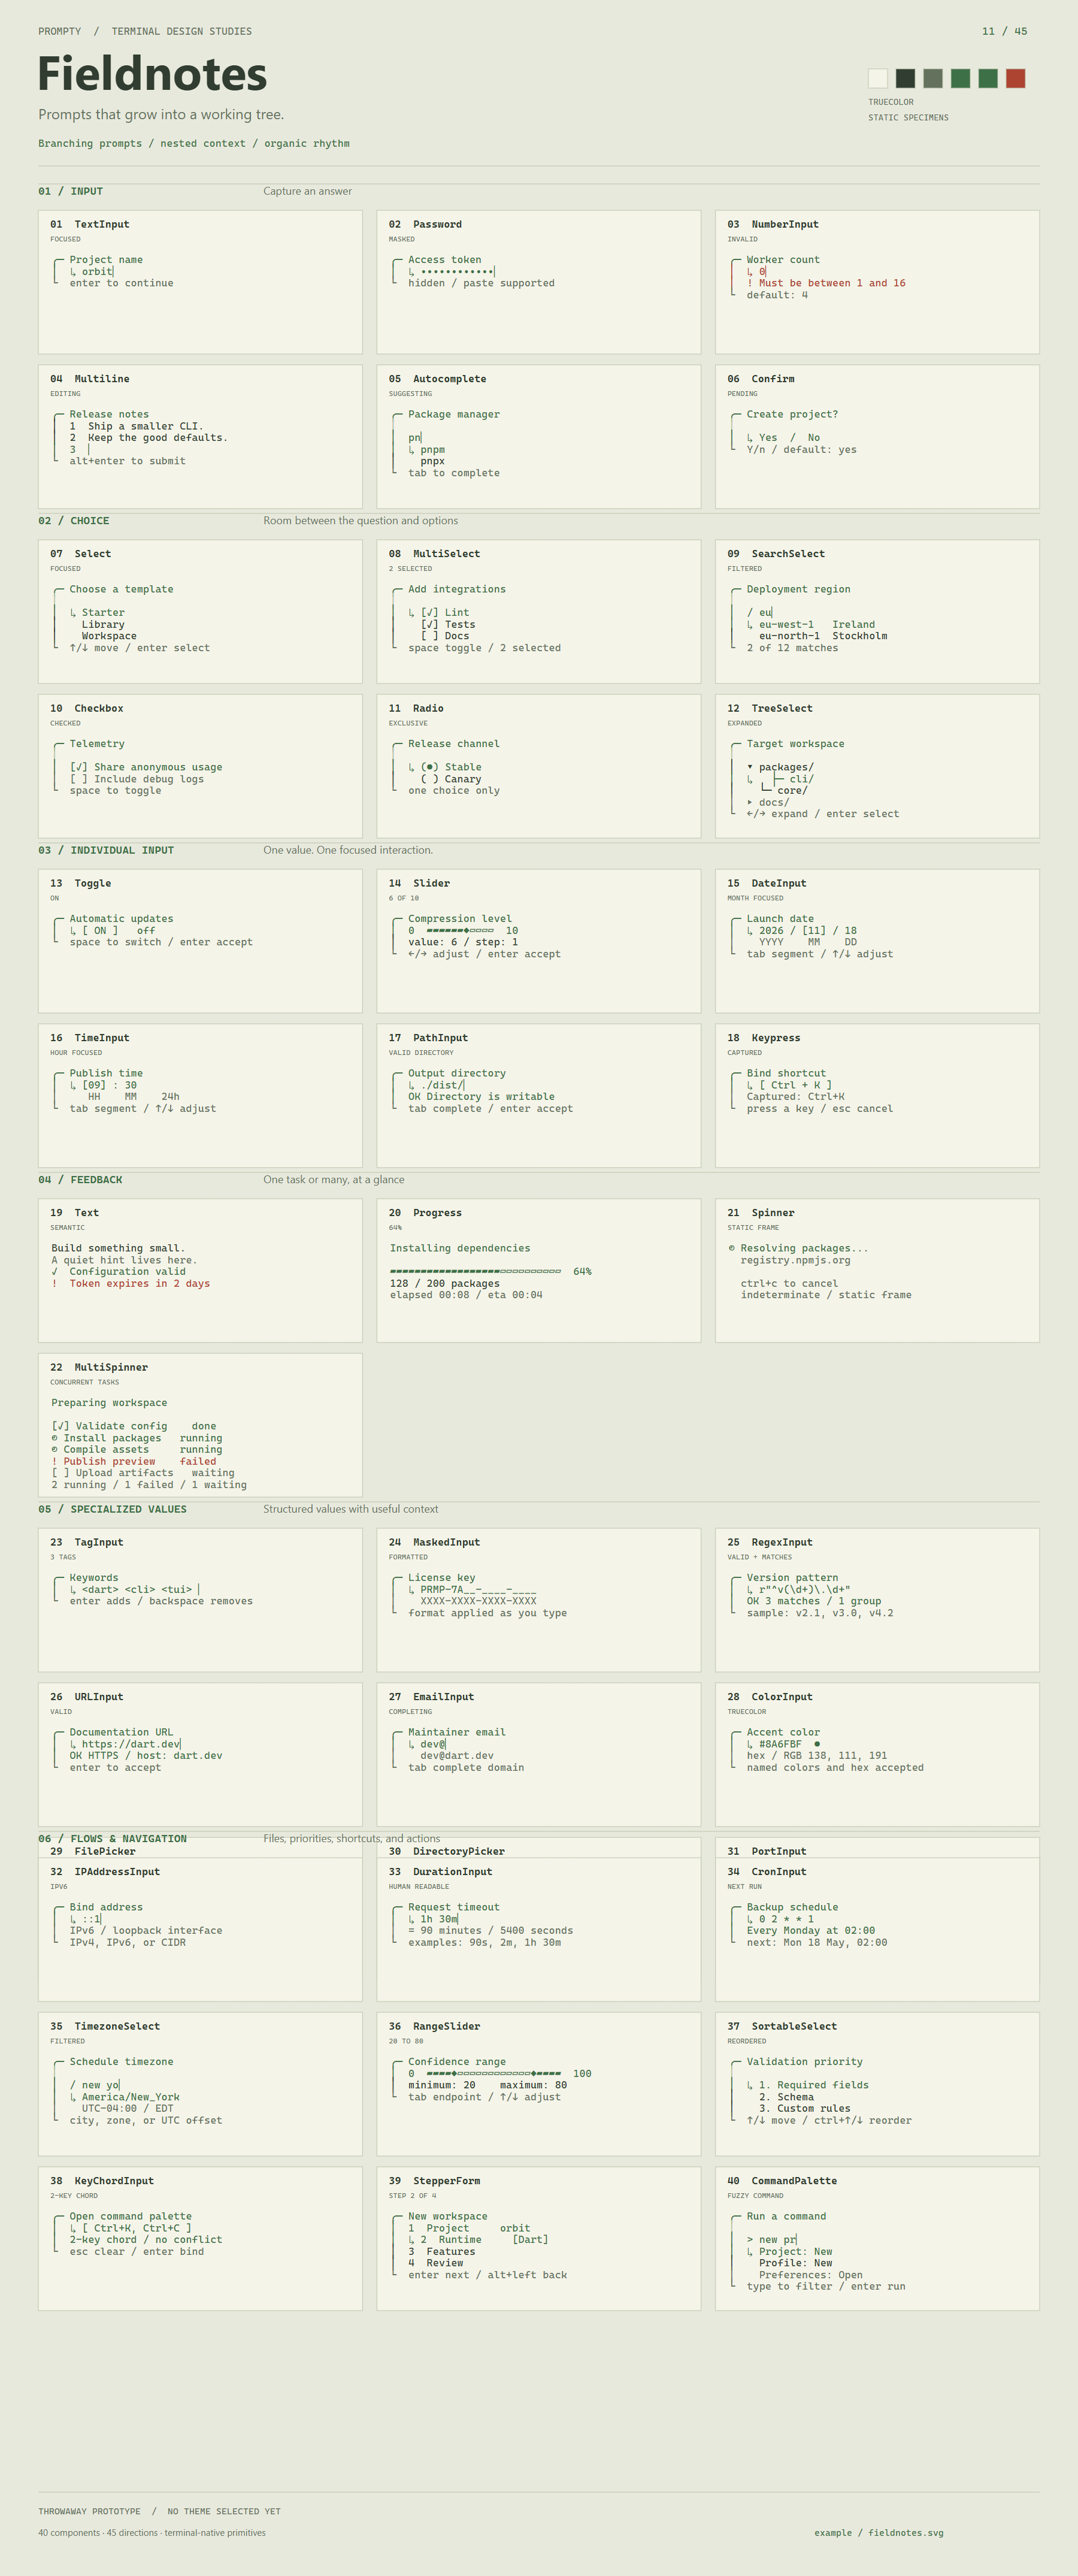 PROMPTY / TERMINAL DESIGN STUDIES
11 / 45
Fieldnotes
Prompts that grow into a working tree.
TRUECOLOR
STATIC SPECIMENS
Branching prompts / nested context / organic rhythm
01 / INPUT
Capture an answer
01 TextInput
FOCUSED
╭─ Project name
│ ↳ orbit
└ enter to continue
02 Password
MASKED
╭─ Access token
│ ↳ ••••••••••••
└ hidden / paste supported
03 NumberInput
INVALID
╭─ Worker count
│ ↳ 0
│ ! Must be between 1 and 16
└ default: 4
04 Multiline
EDITING
╭─ Release notes
│ 1 Ship a smaller CLI.
│ 2 Keep the good defaults.
│ 3
└ alt+enter to submit
05 Autocomplete
SUGGESTING
╭─ Package manager
│ pn
│ ↳ pnpm
│ pnpx
└ tab to complete
06 Confirm
PENDING
╭─ Create project?
│ ↳ Yes / No
└ Y/n / default: yes
02 / CHOICE
Room between the question and options
07 Select
FOCUSED
╭─ Choose a template
│ ↳ Starter
│ Library
│ Workspace
└ ↑/↓ move / enter select
08 MultiSelect
2 SELECTED
╭─ Add integrations
│ ↳ [✓] Lint
│ [✓] Tests
│ [ ] Docs
└ space toggle / 2 selected
09 SearchSelect
FILTERED
╭─ Deployment region
│ / eu
│ ↳ eu-west-1 Ireland
│ eu-north-1 Stockholm
└ 2 of 12 matches
10 Checkbox
CHECKED
╭─ Telemetry
│ [✓] Share anonymous usage
│ [ ] Include debug logs
└ space to toggle
11 Radio
EXCLUSIVE
╭─ Release channel
│ ↳ (●) Stable
│ ( ) Canary
└ one choice only
12 TreeSelect
EXPANDED
╭─ Target workspace
│ ▾ packages/
│ ↳ ├─ cli/
│ └─ core/
│ ▸ docs/
└ ←/→ expand / enter select
03 / INDIVIDUAL INPUT
One value. One focused interaction.
13 Toggle
ON
╭─ Automatic updates
│ ↳ [ ON ] off
└ space to switch / enter accept
14 Slider
6 OF 10
╭─ Compression level
│ 0 ▰▰▰▰▰▰◆▱▱▱▱ 10
│ value: 6 / step: 1
└ ←/→ adjust / enter accept
15 DateInput
MONTH FOCUSED
╭─ Launch date
│ ↳ 2026 / [11] / 18
│ YYYY MM DD
└ tab segment / ↑/↓ adjust
16 TimeInput
HOUR FOCUSED
╭─ Publish time
│ ↳ [09] : 30
│ HH MM 24h
└ tab segment / ↑/↓ adjust
17 PathInput
VALID DIRECTORY
╭─ Output directory
│ ↳ ./dist/
│ OK Directory is writable
└ tab complete / enter accept
18 Keypress
CAPTURED
╭─ Bind shortcut
│ ↳ [ Ctrl + K ]
│ Captured: Ctrl+K
└ press a key / esc cancel
04 / FEEDBACK
One task or many, at a glance
19 Text
SEMANTIC
Build something small.
A quiet hint lives here.
✓ Configuration valid
! Token expires in 2 days
20 Progress
64%
Installing dependencies
▰▰▰▰▰▰▰▰▰▰▰▰▰▰▰▰▰▰▱▱▱▱▱▱▱▱▱▱ 64%
128 / 200 packages
elapsed 00:08 / eta 00:04
21 Spinner
STATIC FRAME
◴ Resolving packages...
registry.npmjs.org
ctrl+c to cancel
indeterminate / static frame
22 MultiSpinner
CONCURRENT TASKS
Preparing workspace
[✓] Validate config done
◴ Install packages running
◴ Compile assets running
! Publish preview failed
[ ] Upload artifacts waiting
2 running / 1 failed / 1 waiting
05 / SPECIALIZED VALUES
Structured values with useful context
23 TagInput
3 TAGS
╭─ Keywords
│ ↳ <dart> <cli> <tui>
└ enter adds / backspace removes
24 MaskedInput
FORMATTED
╭─ License key
│ ↳ PRMP-7A__-____-____
│ XXXX-XXXX-XXXX-XXXX
└ format applied as you type
25 RegexInput
VALID + MATCHES
╭─ Version pattern
│ ↳ r"^v(\d+)\.\d+"
│ OK 3 matches / 1 group
└ sample: v2.1, v3.0, v4.2
26 URLInput
VALID
╭─ Documentation URL
│ ↳ https://dart.dev
│ OK HTTPS / host: dart.dev
└ enter to accept
27 EmailInput
COMPLETING
╭─ Maintainer email
│ ↳ dev@
│ dev@dart.dev
└ tab complete domain
28 ColorInput
TRUECOLOR
╭─ Accent color
│ ↳ #8A6FBF ●
│ hex / RGB 138, 111, 191
└ named colors and hex accepted
06 / FLOWS & NAVIGATION
Files, priorities, shortcuts, and actions
29 FilePicker
30 DirectoryPicker
31 PortInput
32 IPAddressInput
IPV6
╭─ Bind address
│ ↳ ::1
│ IPv6 / loopback interface
└ IPv4, IPv6, or CIDR
33 DurationInput
HUMAN READABLE
╭─ Request timeout
│ ↳ 1h 30m
│ = 90 minutes / 5400 seconds
└ examples: 90s, 2m, 1h 30m
34 CronInput
NEXT RUN
╭─ Backup schedule
│ ↳ 0 2 * * 1
│ Every Monday at 02:00
└ next: Mon 18 May, 02:00
35 TimezoneSelect
FILTERED
╭─ Schedule timezone
│ / new yo
│ ↳ America/New_York
│ UTC-04:00 / EDT
└ city, zone, or UTC offset
36 RangeSlider
20 TO 80
╭─ Confidence range
│ 0 ▰▰▰▰◆▱▱▱▱▱▱▱▱▱▱▱▱◆▰▰▰▰ 100
│ minimum: 20 maximum: 80
└ tab endpoint / ↑/↓ adjust
37 SortableSelect
REORDERED
╭─ Validation priority
│ ↳ 1. Required fields
│ 2. Schema
│ 3. Custom rules
└ ↑/↓ move / ctrl+↑/↓ reorder
38 KeyChordInput
2-KEY CHORD
╭─ Open command palette
│ ↳ [ Ctrl+K, Ctrl+C ]
│ 2-key chord / no conflict
└ esc clear / enter bind
39 StepperForm
STEP 2 OF 4
╭─ New workspace
│ 1 Project orbit
│ ↳ 2 Runtime [Dart]
│ 3 Features
│ 4 Review
└ enter next / alt+left back
40 CommandPalette
FUZZY COMMAND
╭─ Run a command
│ > new pr
│ ↳ Project: New
│ Profile: New
│ Preferences: Open
└ type to filter / enter run
THROWAWAY PROTOTYPE / NO THEME SELECTED YET
40 components · 45 directions · terminal-native primitives
example / fieldnotes.svg